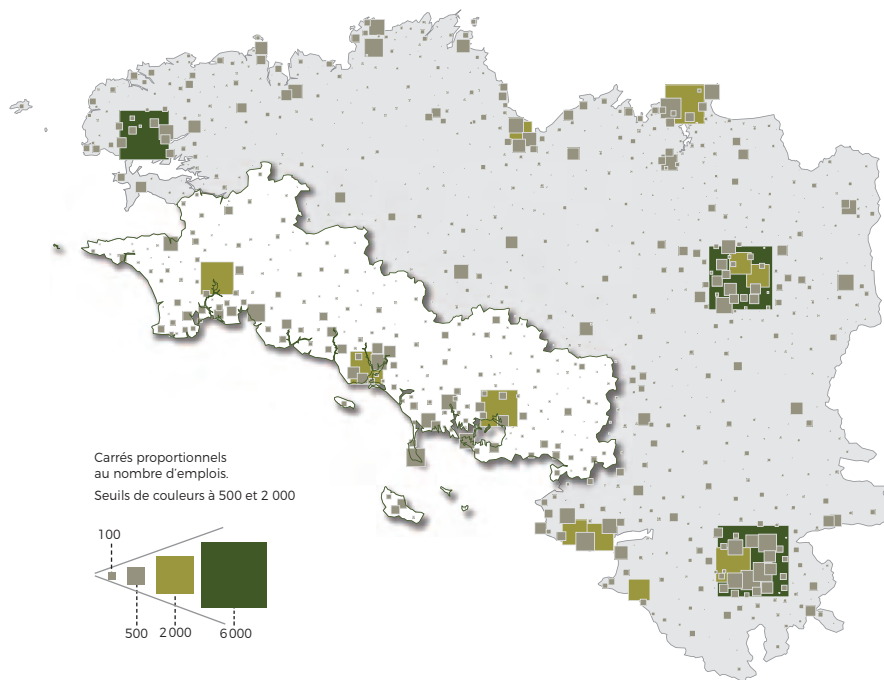 Carrés proportionnels
au nombre d'emplois.
Seuils de couleurs à 500 et 2 000
100
500
2 000
6 000